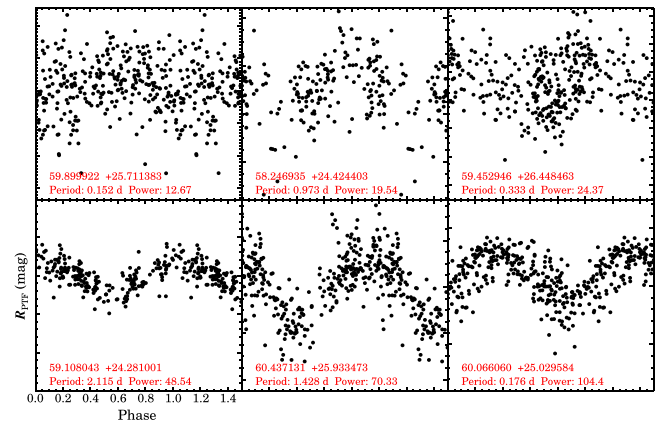 59.899922 +25.711383
Period: 0.152 d Power: 12.67
58.246935 +24.424403
Period: 0.973 d Power: 19.54
59.452946 +26.448463
Period: 0.333 d Power: 24.37
R_PTF (mag)
59.108043 +24.281001
Period: 2.115 d Power: 48.54
60.437131 +25.933473
Period: 1.428 d Power: 70.33
60.066060 +25.029584
Period: 0.176 d Power: 104.4
0.0 0.2 0.4 0.6 0.8 1.0 1.2 1.4
Phase